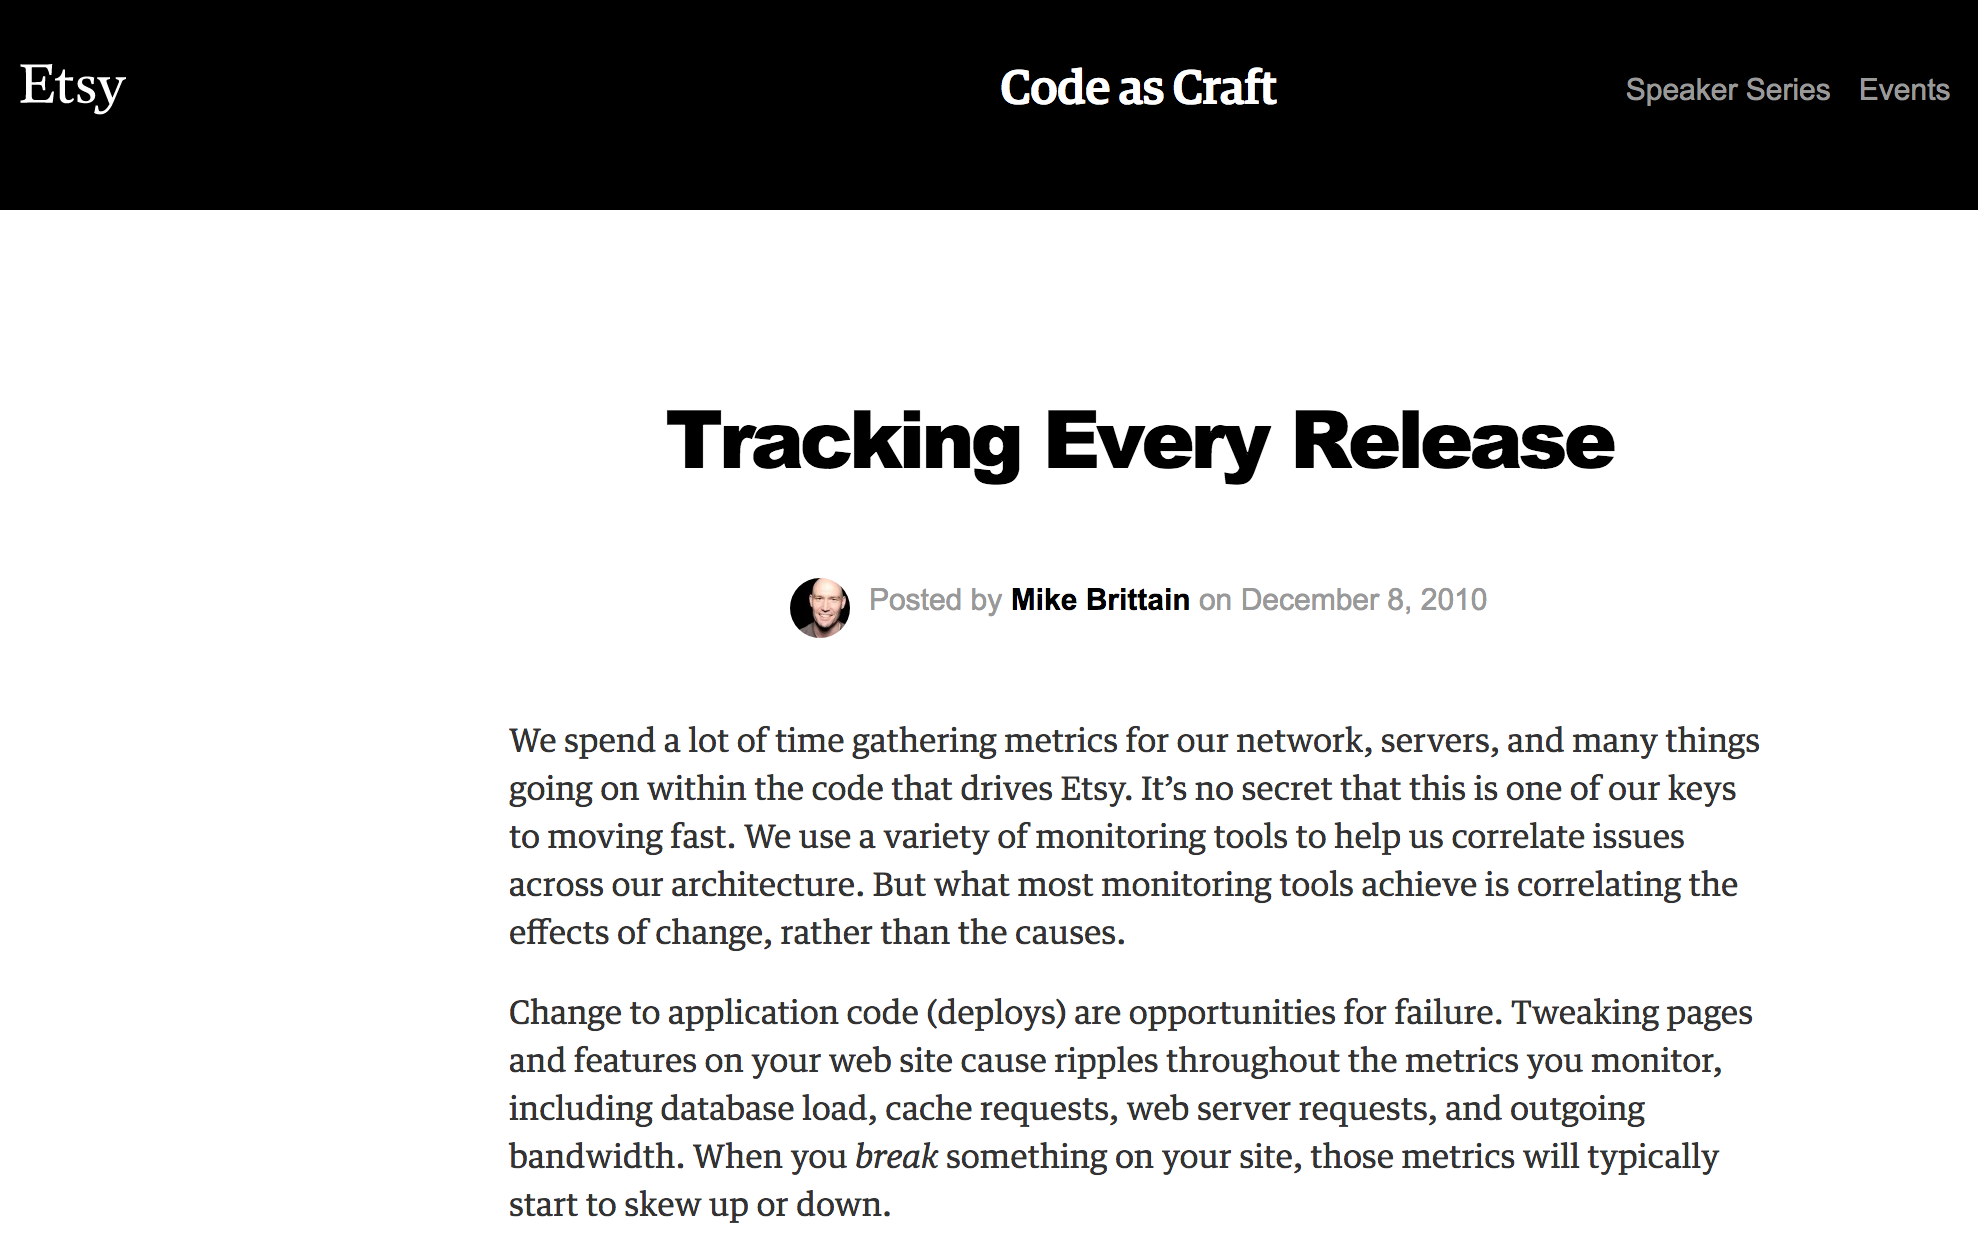 Etsy
Code as Craft
Speaker Series Events
Tracking Every Release
Posted by Mike Brittain on December 8, 2010
We spend a lot of time gathering metrics for our network, servers, and many things
going on within the code that drives Etsy. It’s no secret that this is one of our keys
to moving fast. We use a variety of monitoring tools to help us correlate issues
across our architecture. But what most monitoring tools achieve is correlating the
effects of change, rather than the causes.
Change to application code (deploys) are opportunities for failure. Tweaking pages
and features on your web site cause ripples throughout the metrics you monitor,
including database load, cache requests, web server requests, and outgoing
bandwidth. When you break something on your site, those metrics will typically
start to skew up or down.